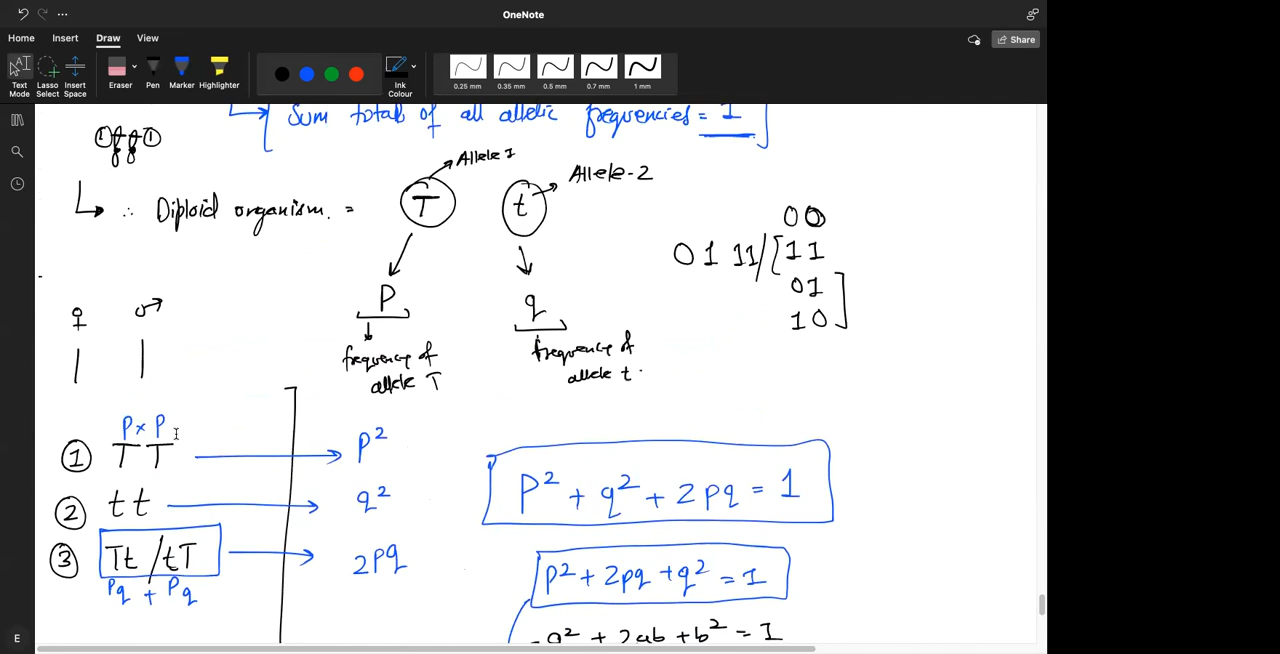 OneNote
Home Insert Draw View
Share
Text Mode
Lasso Select
Insert Space
Eraser
Pen
Marker
Highlighter
Ink Colour
0.25 mm
0.35 mm
0.5 mm
0.7 mm
1 mm
Sum total of all allelic frequencies = 1
Allele 1
Allele-2
∴ Diploid organism. =
T
t
00
01 11/[11
01
10
P
q
♀ ♂
frequency of allele T
frequency of allele t.
P × P
① TT → p²
② tt → q²
③ Tt / tT → 2pq
Pq + Pq
P² + q² + 2pq = 1
p² + 2pq + q² = 1
a² + 2ab + b² = 1
E